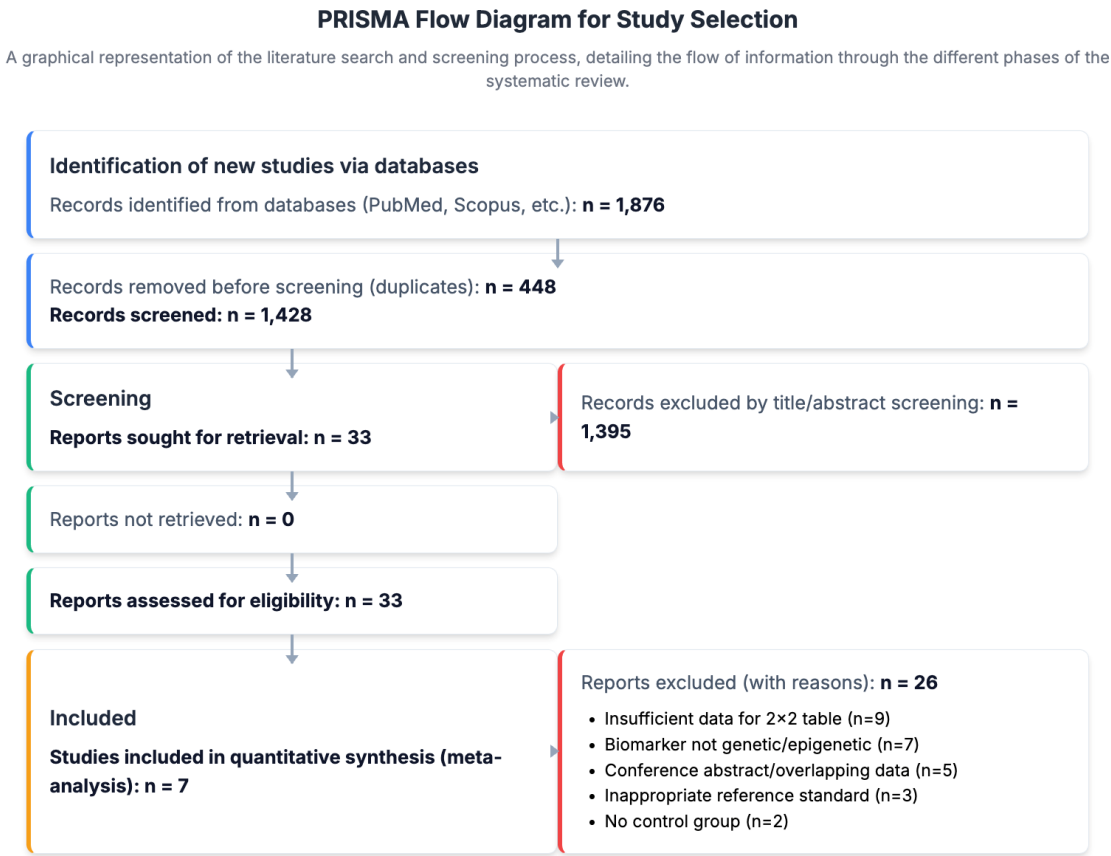 PRISMA Flow Diagram for Study Selection
A graphical representation of the literature search and screening process, detailing the flow of information through the different phases of the
systematic review.
Identification of new studies via databases
Records identified from databases (PubMed, Scopus, etc.): n = 1,876
Records removed before screening (duplicates): n = 448
Records screened: n = 1,428
Screening
Reports sought for retrieval: n = 33
Records excluded by title/abstract screening: n =
1,395
Reports not retrieved: n = 0
Reports assessed for eligibility: n = 33
Included
Studies included in quantitative synthesis (meta-
analysis): n = 7
Reports excluded (with reasons): n = 26
• Insufficient data for 2×2 table (n=9)
• Biomarker not genetic/epigenetic (n=7)
• Conference abstract/overlapping data (n=5)
• Inappropriate reference standard (n=3)
• No control group (n=2)